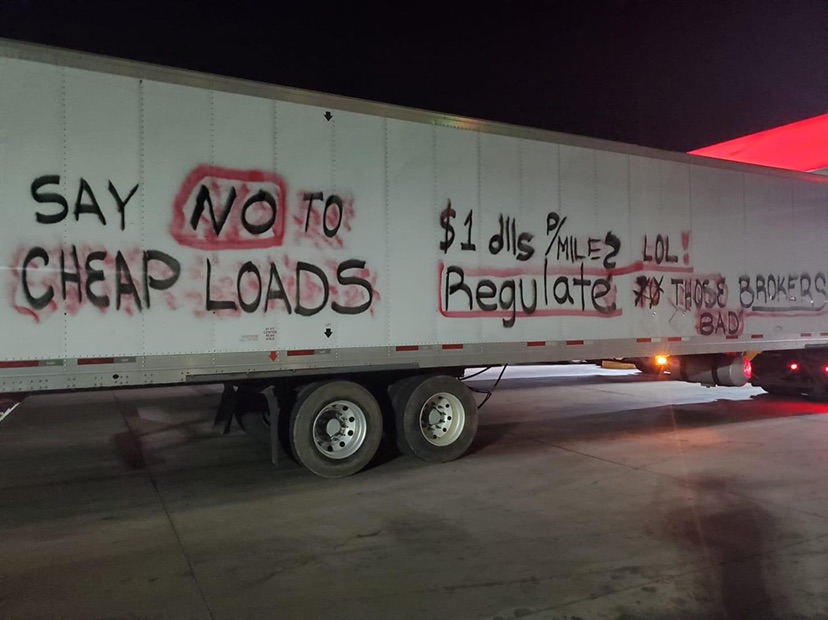 SAY NO TO
CHEAP LOADS
$1 dlls P/MILE? LOL!
Regulate THOSE BROKERS
BAD